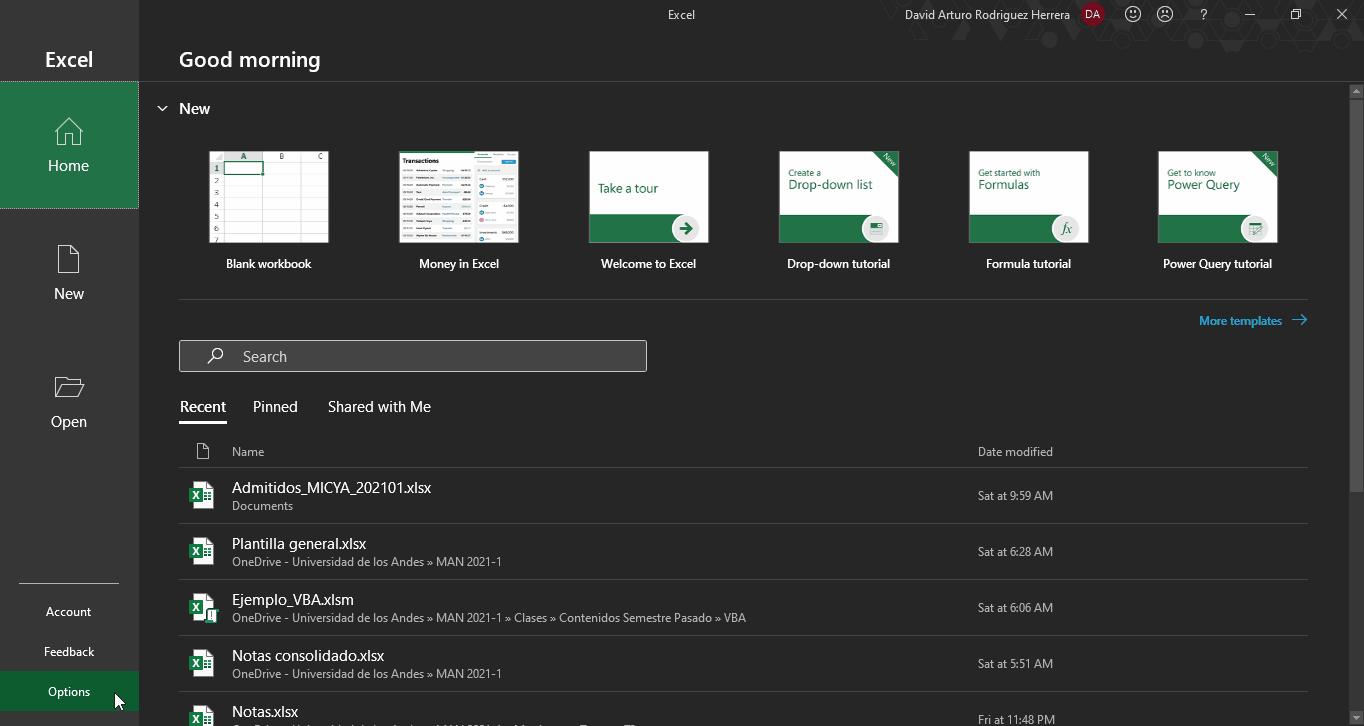 Excel
David Arturo Rodriguez Herrera DA ?
Excel
Good morning
Home
New
Open
Account
Feedback
Options
New
A B C
1
2
3
4
5
6
7
Blank workbook
Transactions
Money in Excel
Take a tour
Welcome to Excel
New
Create a
Drop-down list
Drop-down tutorial
Get started with
Formulas
fx
Formula tutorial
New
Get to know
Power Query
Power Query tutorial
More templates
Search
Recent Pinned Shared with Me
Name Date modified
Admitidos_MICYA_202101.xlsx
Documents
Sat at 9:59 AM
Plantilla general.xlsx
OneDrive - Universidad de los Andes » MAN 2021-1
Sat at 6:28 AM
Ejemplo_VBA.xlsm
OneDrive - Universidad de los Andes » MAN 2021-1 » Clases » Contenidos Semestre Pasado » VBA
Sat at 6:06 AM
Notas consolidado.xlsx
OneDrive - Universidad de los Andes » MAN 2021-1
Sat at 5:51 AM
Notas.xlsx
Fri at 11:48 PM